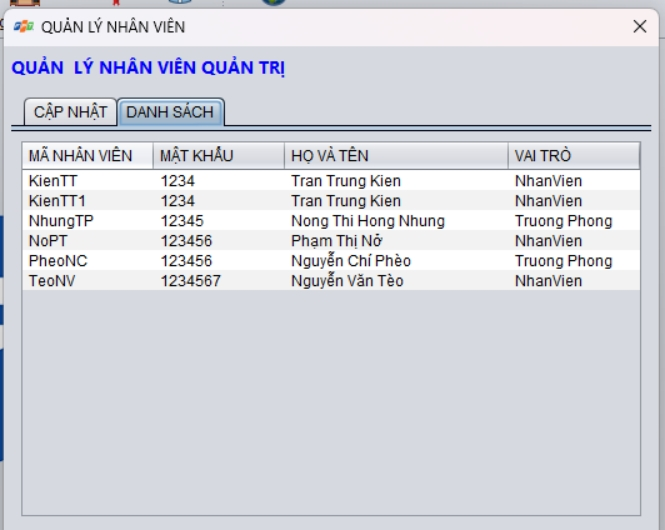 QUẢN LÝ NHÂN VIÊN
QUẢN LÝ NHÂN VIÊN QUẢN TRỊ
CẬP NHẬT DANH SÁCH
MÃ NHÂN VIÊN MẬT KHẨU HỌ VÀ TÊN VAI TRÒ
KienTT 1234 Tran Trung Kien NhanVien
KienTT1 1234 Tran Trung Kien NhanVien
NhungTP 12345 Nong Thi Hong Nhung Truong Phong
NoPT 123456 Phạm Thị Nở NhanVien
PheoNC 123456 Nguyễn Chí Phèo Truong Phong
TeoNV 1234567 Nguyễn Văn Tèo NhanVien